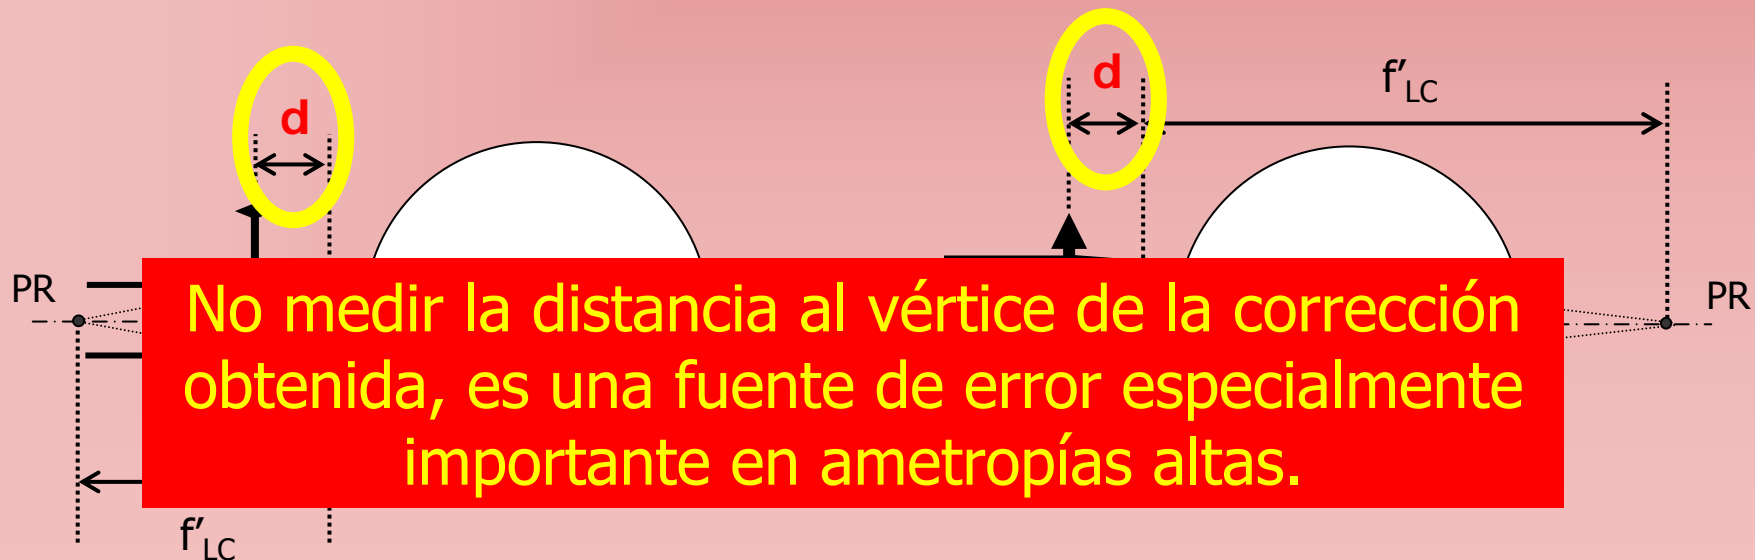 d
d
f'LC
PR
PR
No medir la distancia al vértice de la corrección
obtenida, es una fuente de error especialmente
importante en ametropías altas.
f'LC